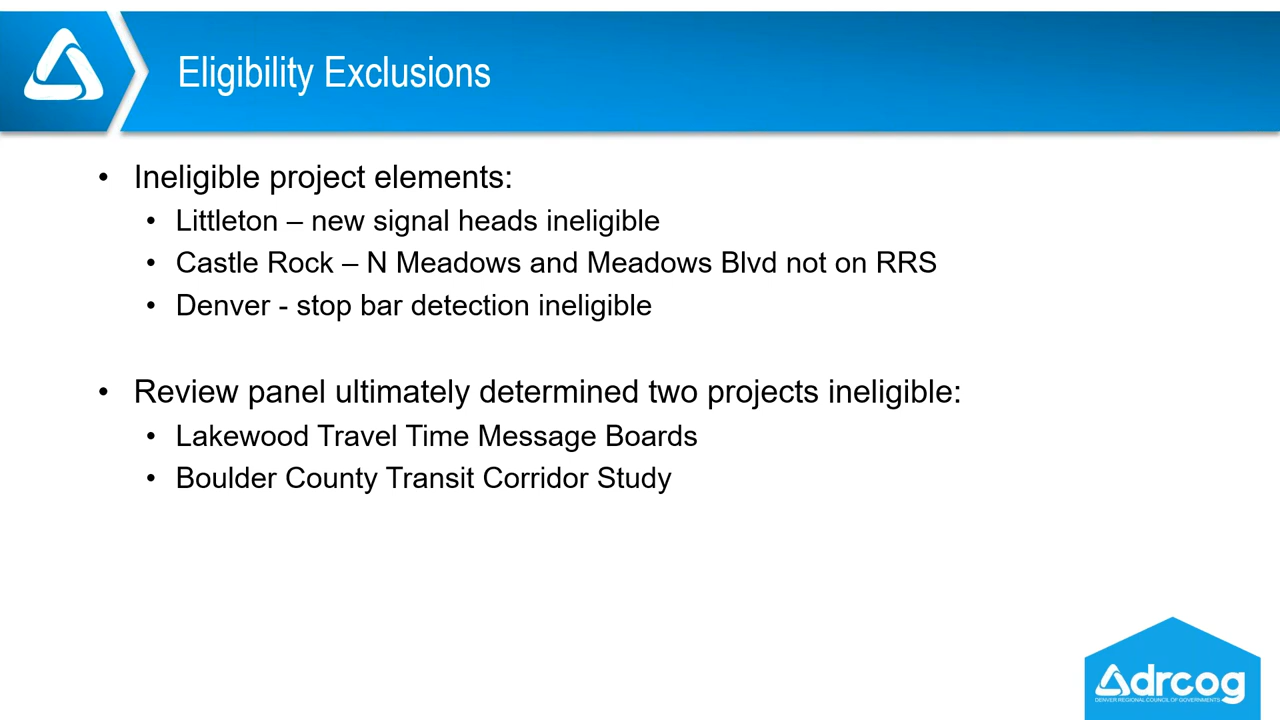 Eligibility Exclusions
• Ineligible project elements:
• Littleton – new signal heads ineligible
• Castle Rock – N Meadows and Meadows Blvd not on RRS
• Denver - stop bar detection ineligible
• Review panel ultimately determined two projects ineligible:
• Lakewood Travel Time Message Boards
• Boulder County Transit Corridor Study
drcog
DENVER REGIONAL COUNCIL OF GOVERNMENTS